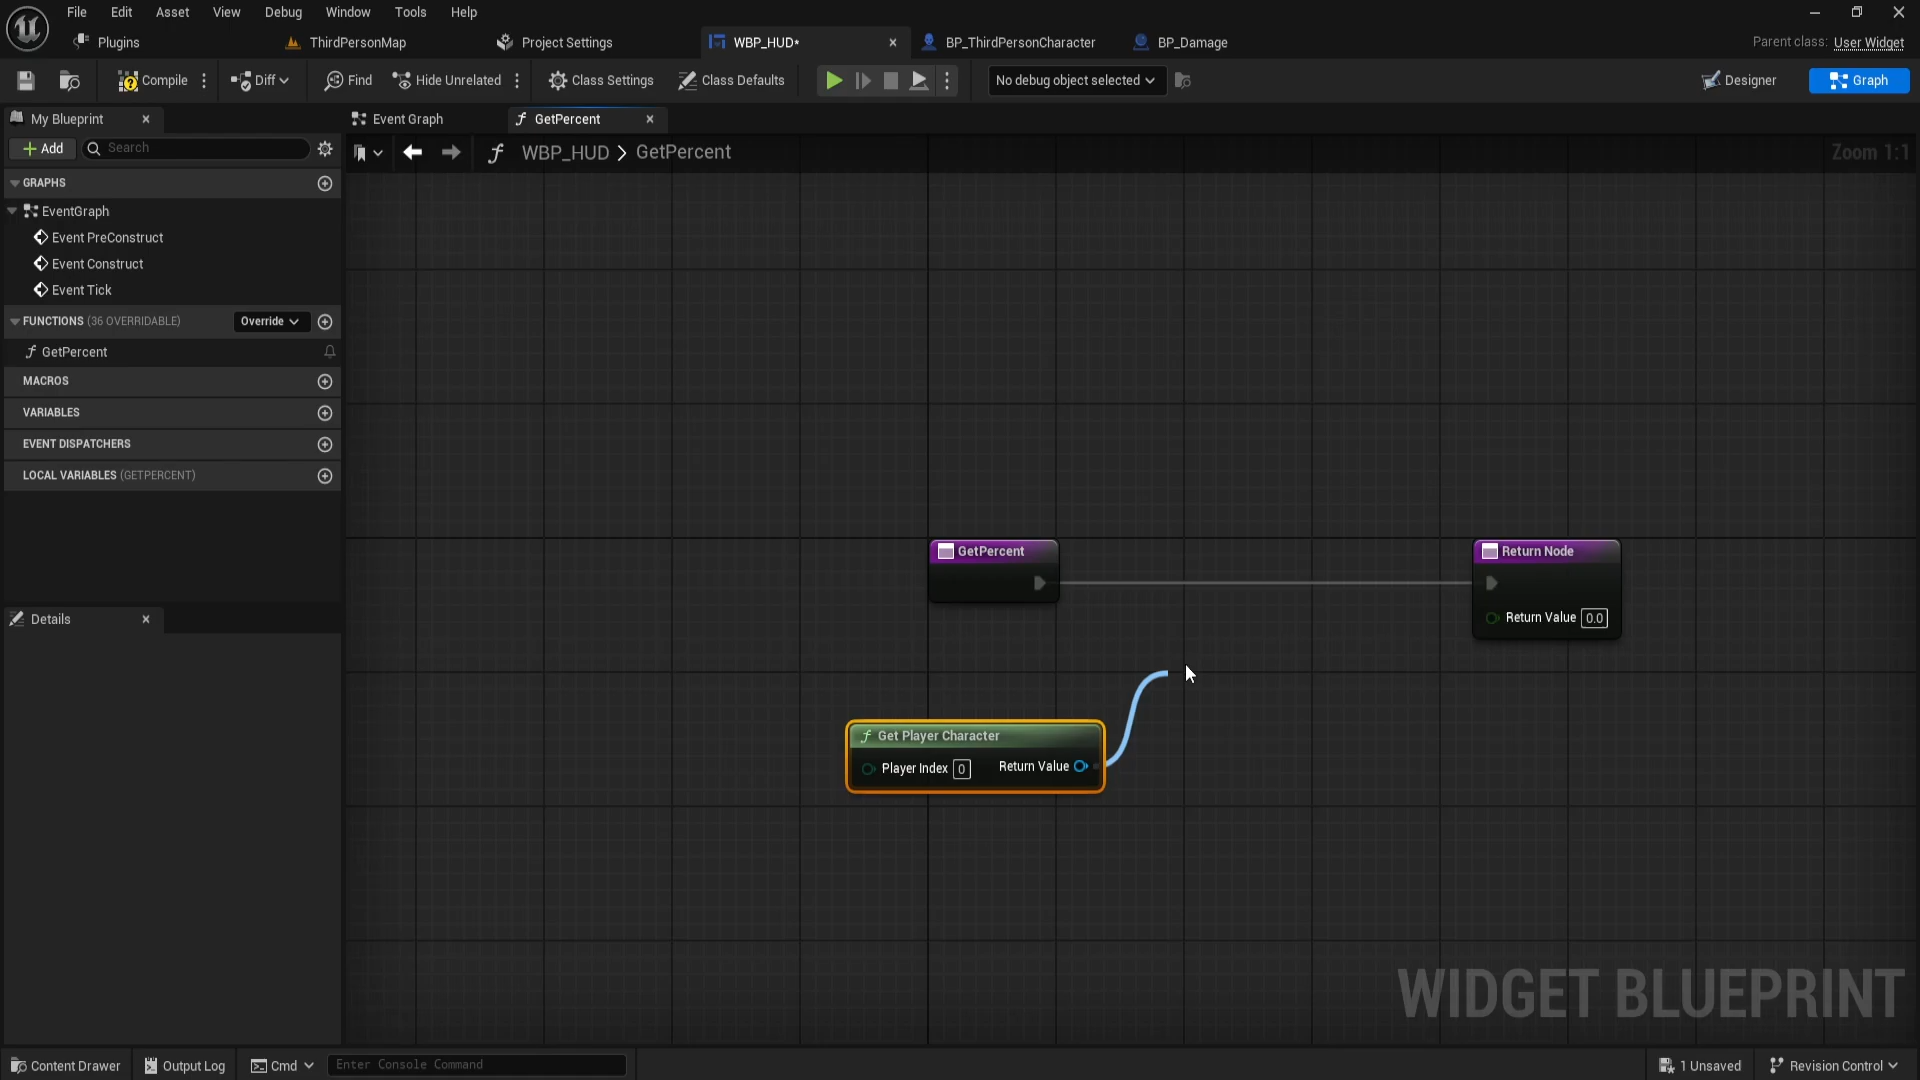 File Edit Asset View Debug Window Tools Help
Plugins ThirdPersonMap Project Settings WBP_HUD* BP_ThirdPersonCharacter BP_Damage Parent class: User Widget
Compile Diff Find Hide Unrelated Class Settings Class Defaults No debug object selected Designer Graph
My Blueprint Event Graph GetPercent
Add Search WBP_HUD > GetPercent Zoom 1:1
GRAPHS
EventGraph
Event PreConstruct
Event Construct
Event Tick
FUNCTIONS (36 OVERRIDABLE) Override
GetPercent
MACROS
VARIABLES
EVENT DISPATCHERS
LOCAL VARIABLES (GETPERCENT)
GetPercent Return Node
Return Value 0.0
Details
Get Player Character
Player Index 0 Return Value
WIDGET BLUEPRINT
Content Drawer Output Log Cmd Enter Console Command 1 Unsaved Revision Control